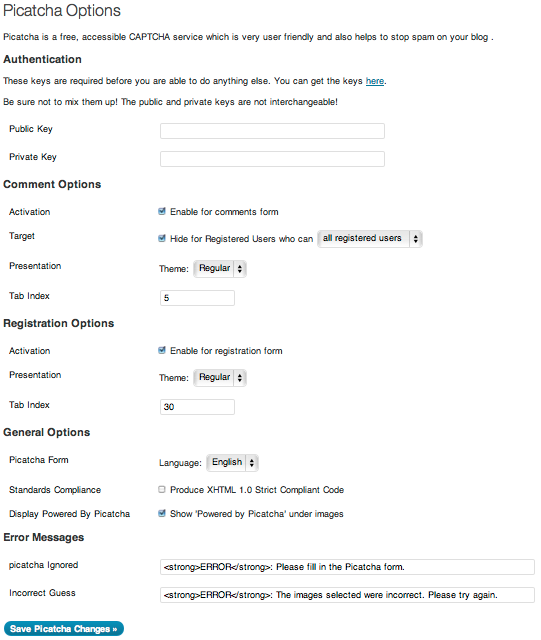 Picatcha Options
Picatcha is a free, accessible CAPTCHA service which is very user friendly and also helps to stop spam on your blog .
Authentication
These keys are required before you are able to do anything else. You can get the keys here.
Be sure not to mix them up! The public and private keys are not interchangeable!
Public Key
Private Key
Comment Options
Activation Enable for comments form
Target Hide for Registered Users who can all registered users
Presentation Theme: Regular
Tab Index 5
Registration Options
Activation Enable for registration form
Presentation Theme: Regular
Tab Index 30
General Options
Picatcha Form Language: English
Standards Compliance Produce XHTML 1.0 Strict Compliant Code
Display Powered By Picatcha Show 'Powered by Picatcha' under images
Error Messages
picatcha Ignored <strong>ERROR</strong>: Please fill in the Picatcha form.
Incorrect Guess <strong>ERROR</strong>: The images selected were incorrect. Please try again.
Save Picatcha Changes »